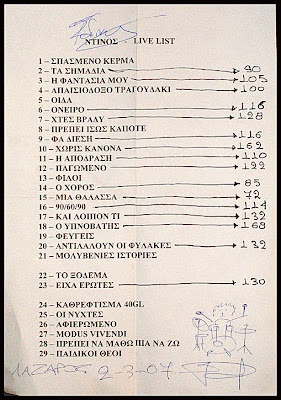 ΝΤΙΝΟΣ - LIVE LIST
1 – ΣΠΑΣΜΕΝΟ ΚΕΡΜΑ
2 – ΤΑ ΣΗΜΑΔΙΑ 90
3 – Η ΦΑΝΤΑΣΙΑ ΜΟΥ 105
4 – ΑΠΑΙΣΙΟΔΟΞΟ ΤΡΑΓΟΥΔΑΚΙ 100
5 – ΟΙΔΑ
6 – ΟΝΕΙΡΟ 116
7 – ΧΤΕΣ ΒΡΑΔΥ 128
8 – ΠΡΕΠΕΙ ΙΣΩΣ ΚΑΠΟΤΕ
9 – ΦΑ ΔΙΕΣΗ 116
10 – ΧΩΡΙΣ ΚΑΝΟΝΑ 162
11 – Η ΑΠΟΔΡΑΣΗ 110
12 – ΠΑΓΩΜΕΝΟ 122
13 – ΦΙΛΟΙ
14 – Ο ΧΟΡΟΣ 85
15 – ΜΙΑ ΘΑΛΑΣΣΑ 72
16 – 90/60/90 114
17 – ΚΑΙ ΛΟΙΠΟΝ ΤΙ 132
18 – Ο ΥΠΝΟΒΑΤΗΣ 168
19 – ΦΕΥΓΕΙΣ
20 – ΑΝΤΙΛΑΛΟΥΝ ΟΙ ΦΥΛΑΚΕΣ 132
21 – ΜΟΛΥΒΕΝΙΕΣ ΙΣΤΟΡΙΕΣ
22 – ΤΟ ΞΟΔΕΜΑ
23 – ΕΙΧΑ ΕΡΩΤΕΣ 130
24 – ΚΑΘΡΕΦΤΙΣΜΑ 40GL
25 – ΟΙ ΝΥΧΤΕΣ
26 – ΑΦΙΕΡΩΜΕΝΟ
27 – MODUS VIVENDI
28 – ΠΡΕΠΕΙ ΝΑ ΜΑΘΩ ΠΙΑ ΝΑ ΖΩ
29 – ΠΑΙΔΙΚΟΙ ΘΕΟΙ
ΛΑΖΑΡΟΣ 2-3-07